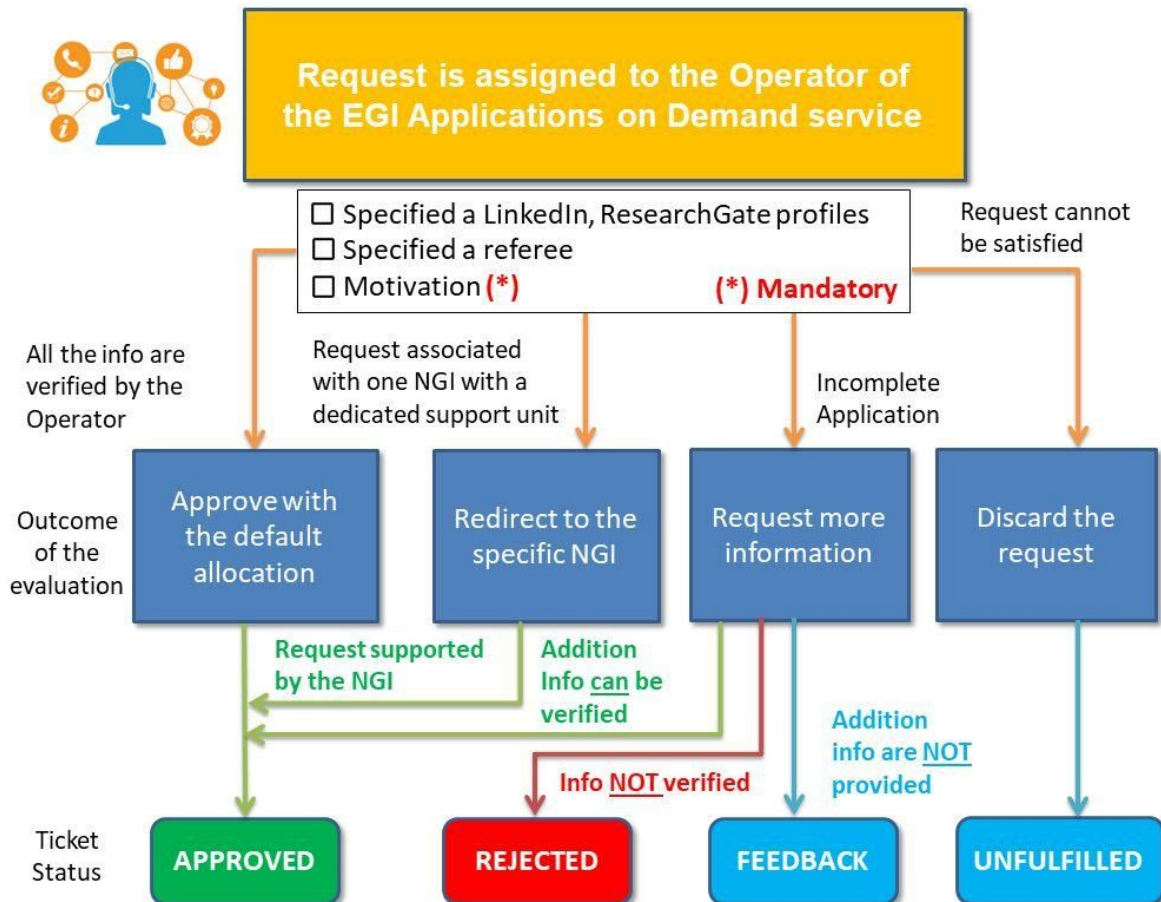 Request is assigned to the Operator of
the EGI Applications on Demand service
☐ Specified a LinkedIn, ResearchGate profiles
☐ Specified a referee
☐ Motivation (*)
(*) Mandatory
Request cannot
be satisfied
All the info are
verified by the
Operator
Request associated
with one NGI with a
dedicated support unit
Incomplete
Application
Outcome
of the
evaluation
Approve with
the default
allocation
Redirect to the
specific NGI
Request more
information
Discard the
request
Request supported
by the NGI
Addition
Info can be
verified
Info NOT verified
Addition
info are NOT
provided
Ticket
Status
APPROVED
REJECTED
FEEDBACK
UNFULFILLED